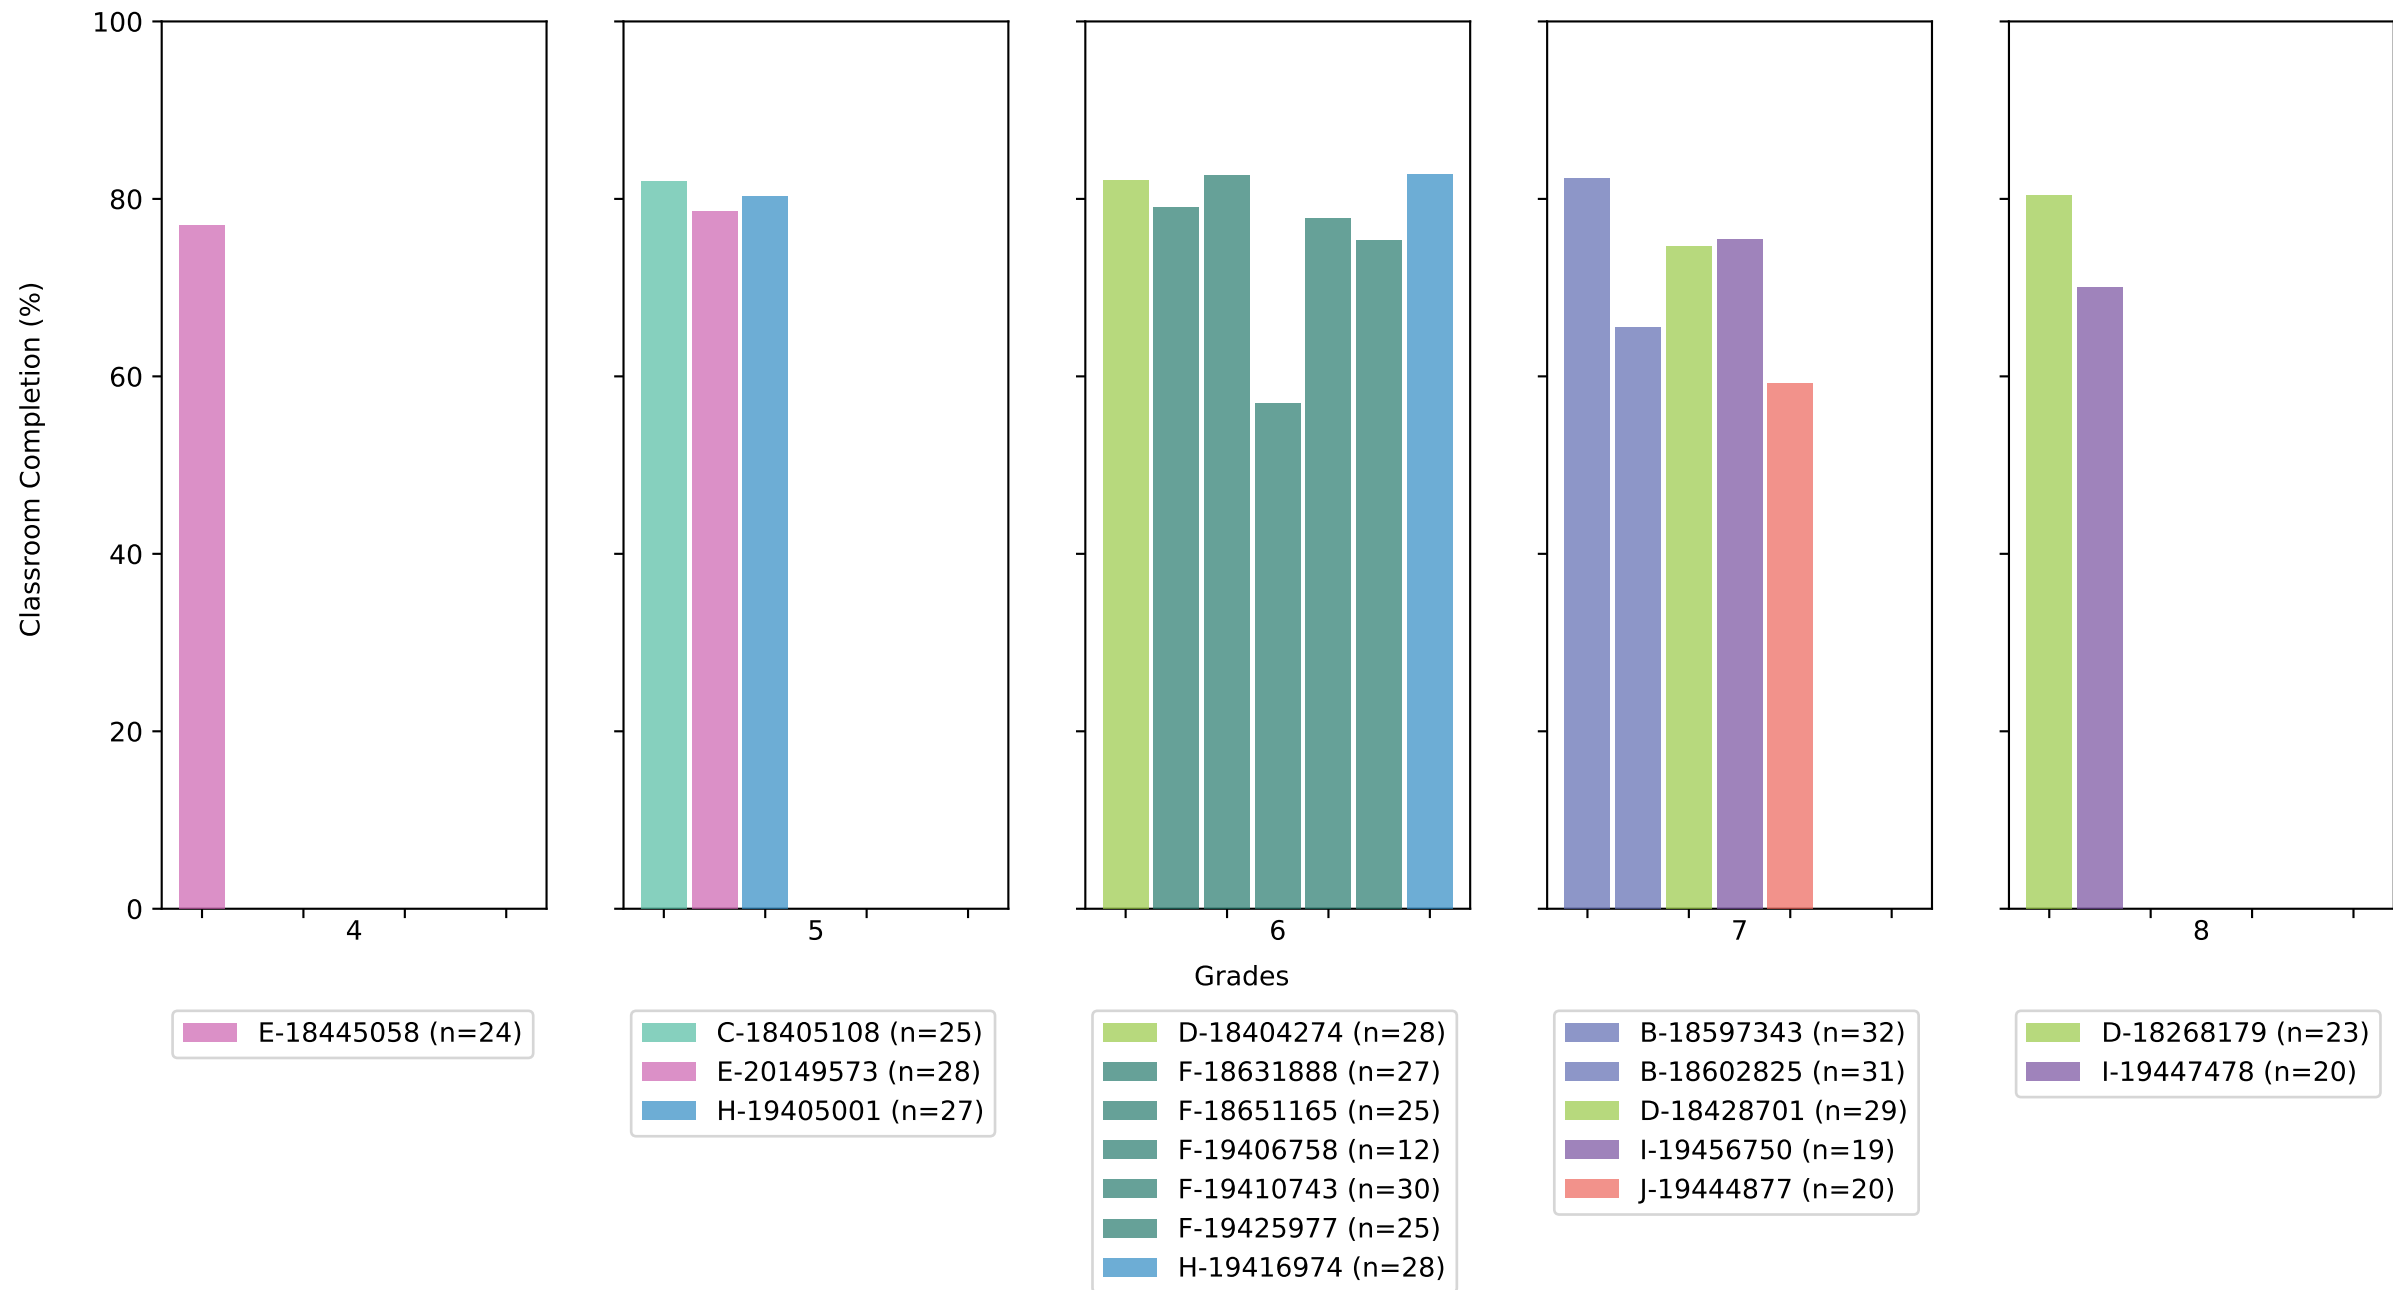 100
80
60
40
20
0
Classroom Completion (%)
4
5
6
7
8
Grades
E-18445058 (n=24)
C-18405108 (n=25)
E-20149573 (n=28)
H-19405001 (n=27)
D-18404274 (n=28)
F-18631888 (n=27)
F-18651165 (n=25)
F-19406758 (n=12)
F-19410743 (n=30)
F-19425977 (n=25)
H-19416974 (n=28)
B-18597343 (n=32)
B-18602825 (n=31)
D-18428701 (n=29)
I-19456750 (n=19)
J-19444877 (n=20)
D-18268179 (n=23)
I-19447478 (n=20)